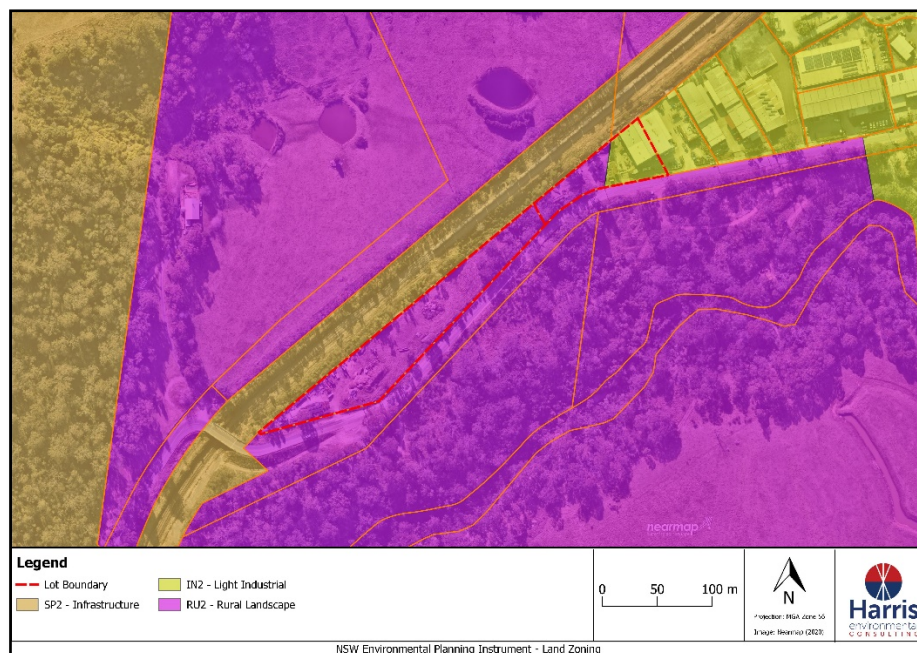 nearmap
Legend
Lot Boundary
SP2 - Infrastructure
IN2 - Light Industrial
RU2 - Rural Landscape
0 50 100 m
N
Projection: MGA Zone 56
Image: Nearmap (2020)
Harris
environmental
CONSULTING
NSW Environmental Planning Instrument - Land Zoning